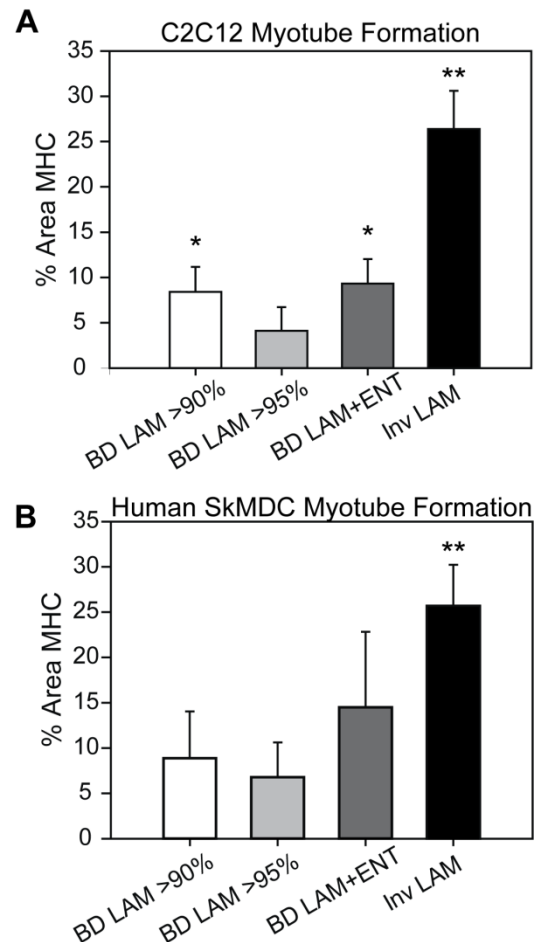 A
C2C12 Myotube Formation
% Area MHC
35
30
25
20
15
10
5
0
*
*
**
BD LAM >90%
BD LAM >95%
BD LAM+ENT
Inv LAM
B
Human SkMDC Myotube Formation
% Area MHC
35
30
25
20
15
10
5
0
**
BD LAM >90%
BD LAM >95%
BD LAM+ENT
Inv LAM